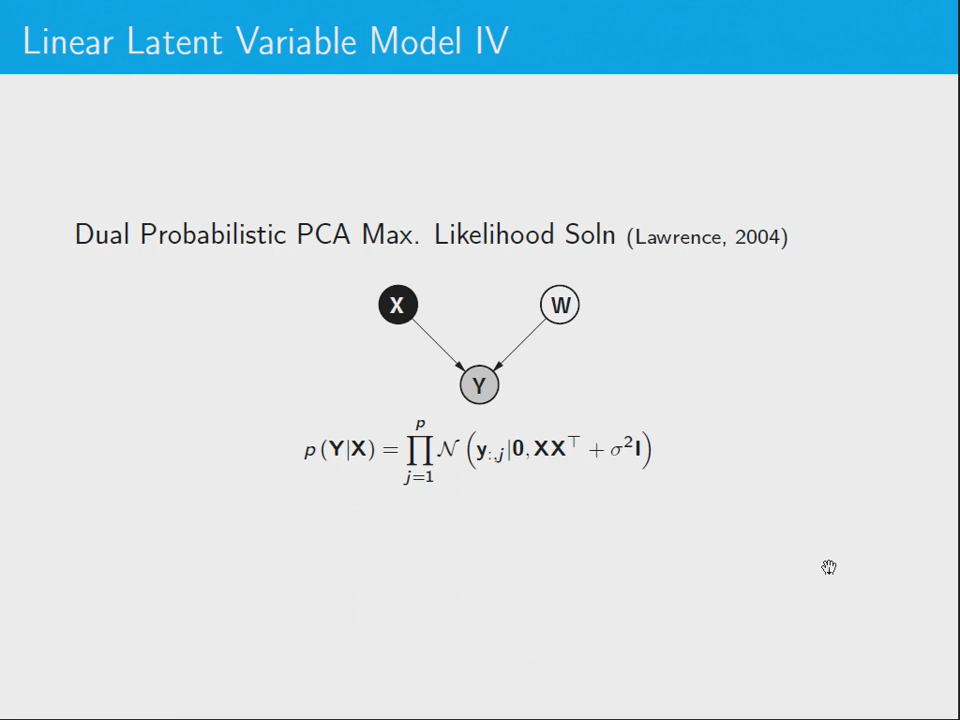 Linear Latent Variable Model IV
Dual Probabilistic PCA Max. Likelihood Soln (Lawrence, 2004)
X W
Y
p (Y|X) = ∏_{j=1}^{p} 𝒩 (y_{:,j}|0, XX^⊤ + σ²I)